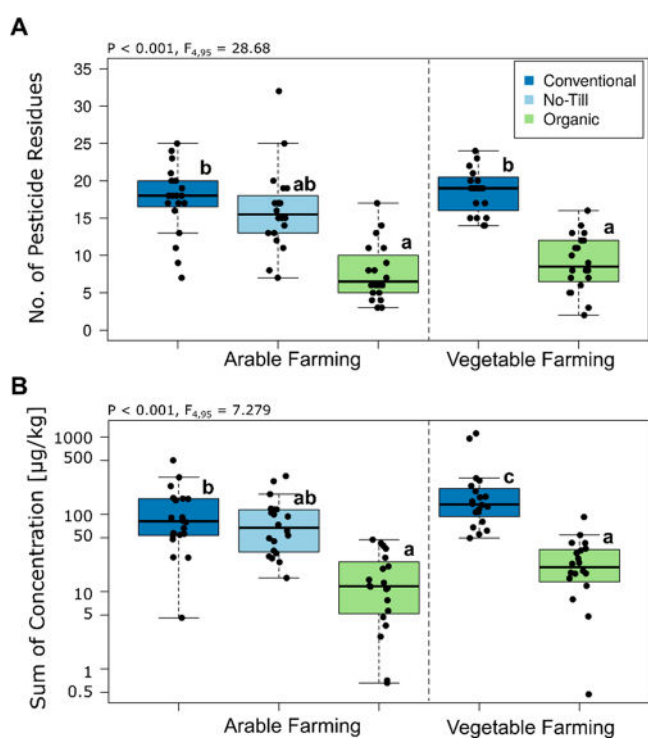 A
P < 0.001, F4,95 = 28.68
No. of Pesticide Residues
35
30
25
20
15
10
5
0
Conventional
No-Till
Organic
b
ab
a
b
a
Arable Farming
Vegetable Farming
B
P < 0.001, F4,95 = 7.279
Sum of Concentration [µg/kg]
1000
500
100
50
10
5
1
0.5
b
ab
a
c
a
Arable Farming
Vegetable Farming